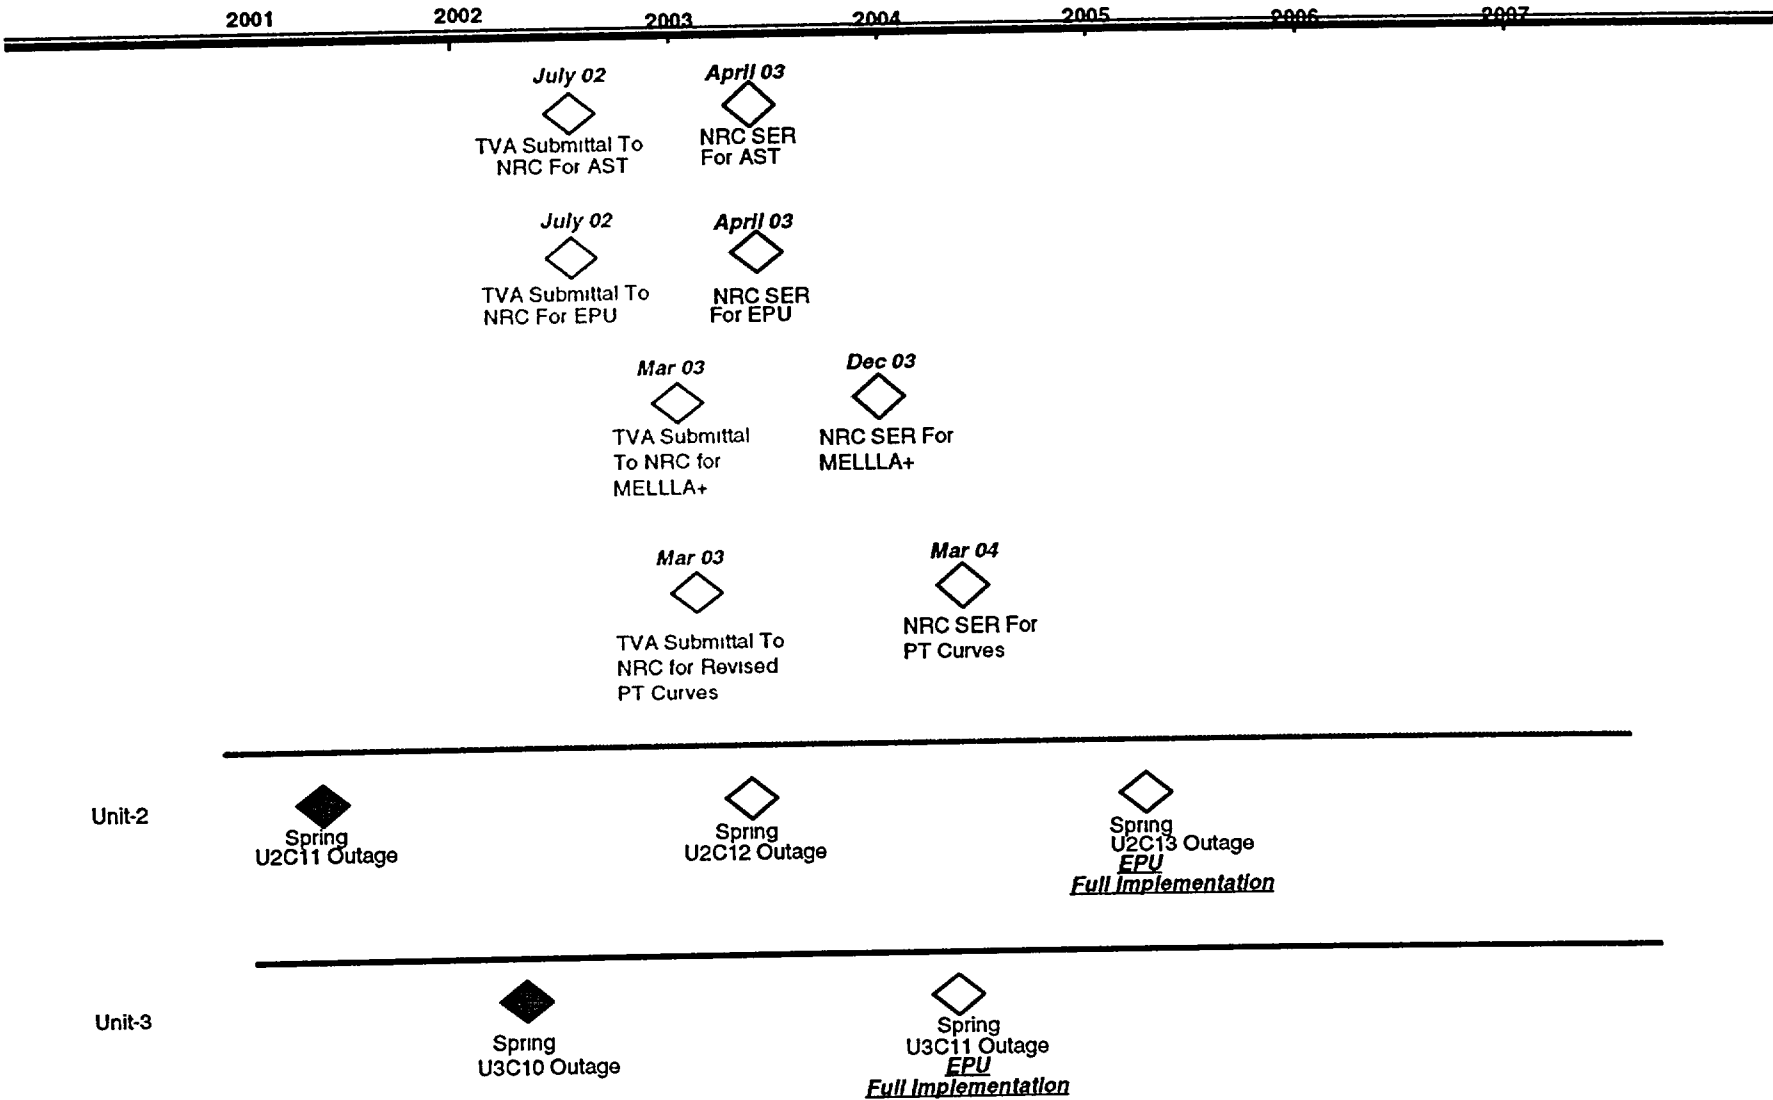 2001 2002 2003 2004 2005 2006 2007
July 02
April 03
TVA Submittal To
NRC For AST
NRC SER
For AST
July 02
April 03
TVA Submittal To
NRC For EPU
NRC SER
For EPU
Mar 03
Dec 03
TVA Submittal
To NRC for
MELLLA+
NRC SER For
MELLLA+
Mar 03
Mar 04
TVA Submittal To
NRC for Revised
PT Curves
NRC SER For
PT Curves
Unit-2
Spring
U2C11 Outage
Spring
U2C12 Outage
Spring
U2C13 Outage
EPU
Full Implementation
Unit-3
Spring
U3C10 Outage
Spring
U3C11 Outage
EPU
Full Implementation